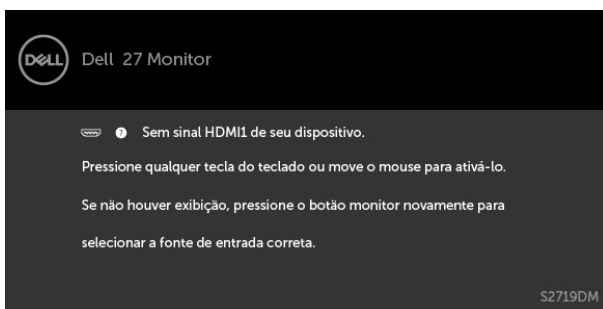 DELL
Dell 27 Monitor
Sem sinal HDMI1 de seu dispositivo.
Pressione qualquer tecla do teclado ou move o mouse para ativá-lo.
Se não houver exibição, pressione o botão monitor novamente para
selecionar a fonte de entrada correta.
S2719DM